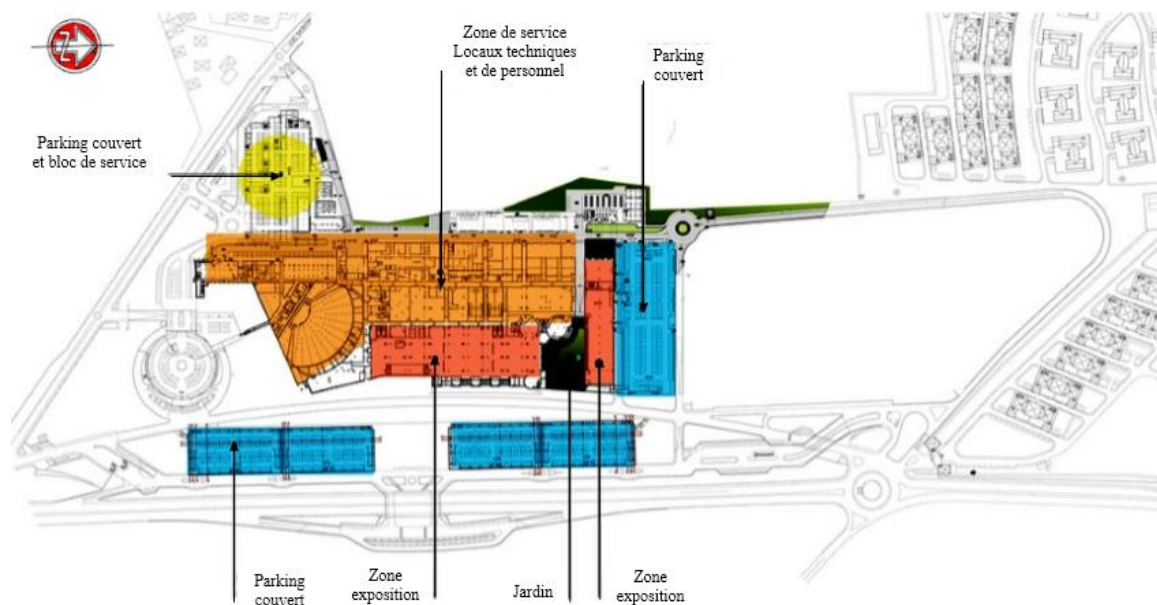 Zone de service
Locaux techniques
et de personnel
Parking
couvert
Parking couvert
et bloc de service
Parking
couvert
Zone
exposition
Jardin
Zone
exposition